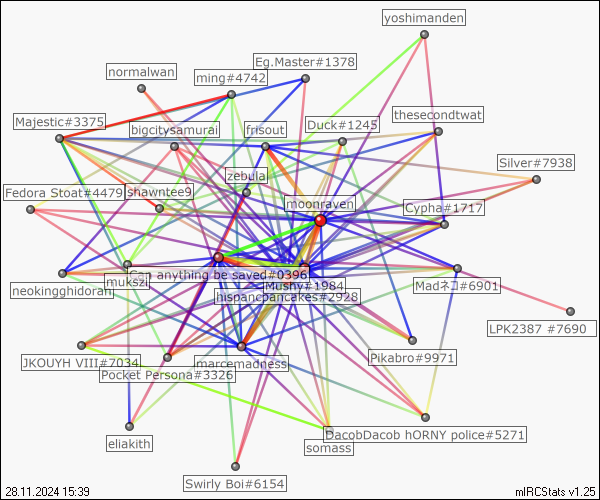 yoshimanden
Eg.Master#1378
normalwan
ming#4742
Majestic#3375
bigcitysamurai
frisout
Duck#1245
thesecondtwat
zebula
Silver#7938
Fedora Stoat#4479
shawntee9
moonraven
Cypha#1717
Can anything be saved#0396
mukszi
Mushy#1984
neokingghidorah
hispancpancakes#2928
Madネコ#6901
LPK2387 #7690
JKOUYH VIII#7034
marcemadness
Pikabro#9971
Pocket Persona#3326
eliakith
DacobDacob hORNY police#5271
somass
Swirly Boi#6154
28.11.2024 15:39
mIRCStats v1.25